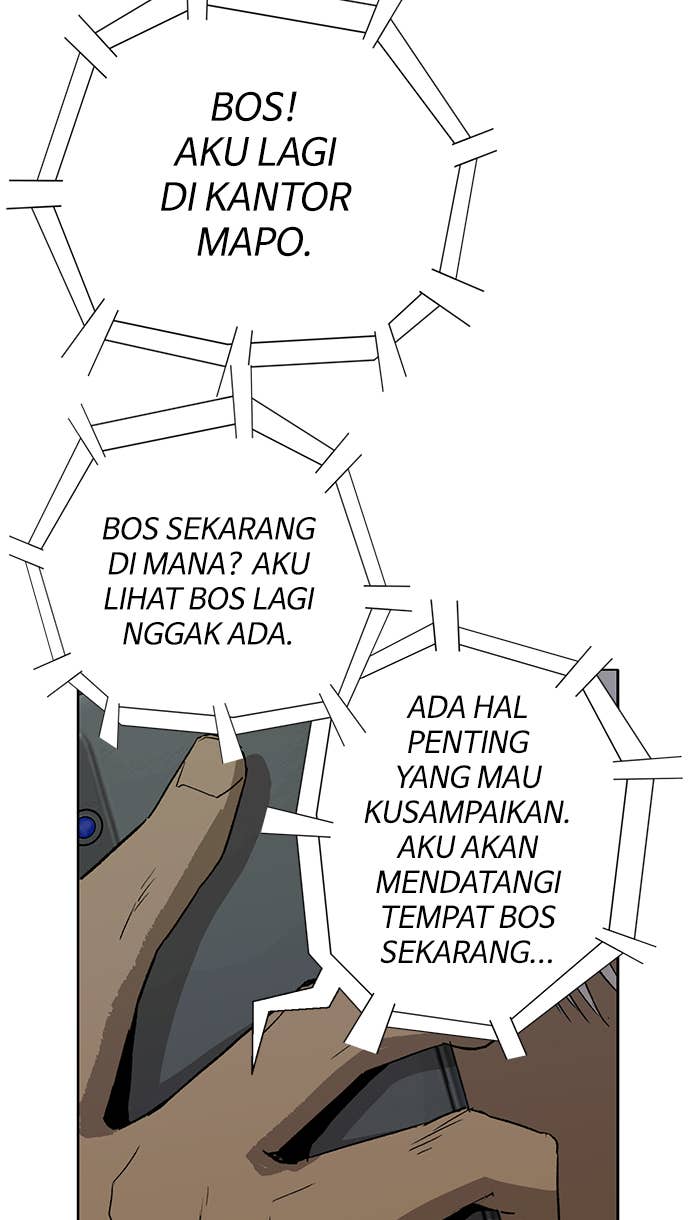 BOS!
AKU LAGI
DI KANTOR
MAPO.
BOS SEKARANG
DI MANA? AKU
LIHAT BOS LAGI
NGGAK ADA.
ADA HAL
PENTING
YANG MAU
KUSAMPAIKAN.
AKU AKAN
MENDATANGI
TEMPAT BOS
SEKARANG...